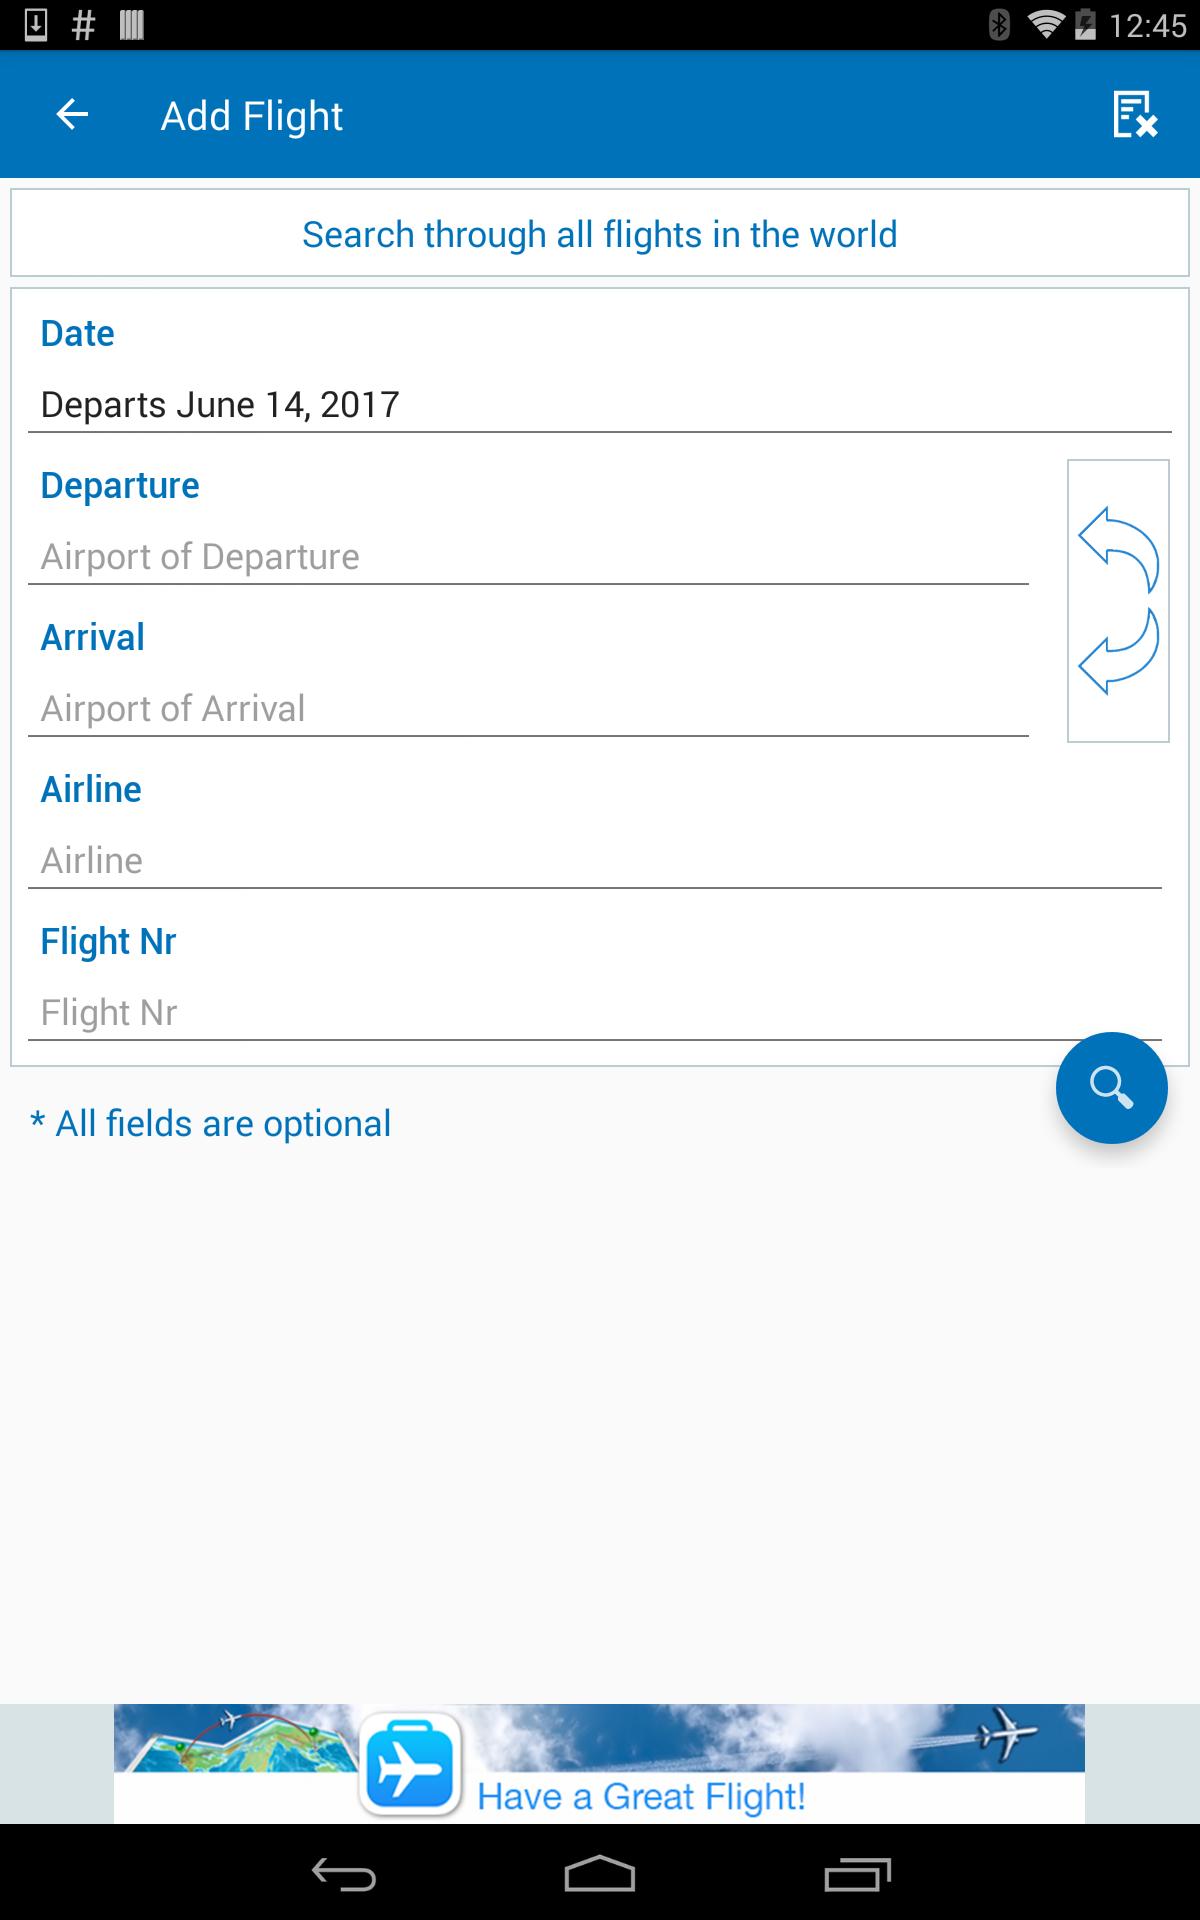 # 12:45
Add Flight
Search through all flights in the world
Date
Departs June 14, 2017
Departure
Airport of Departure
Arrival
Airport of Arrival
Airline
Airline
Flight Nr
Flight Nr
* All fields are optional
Have a Great Flight!